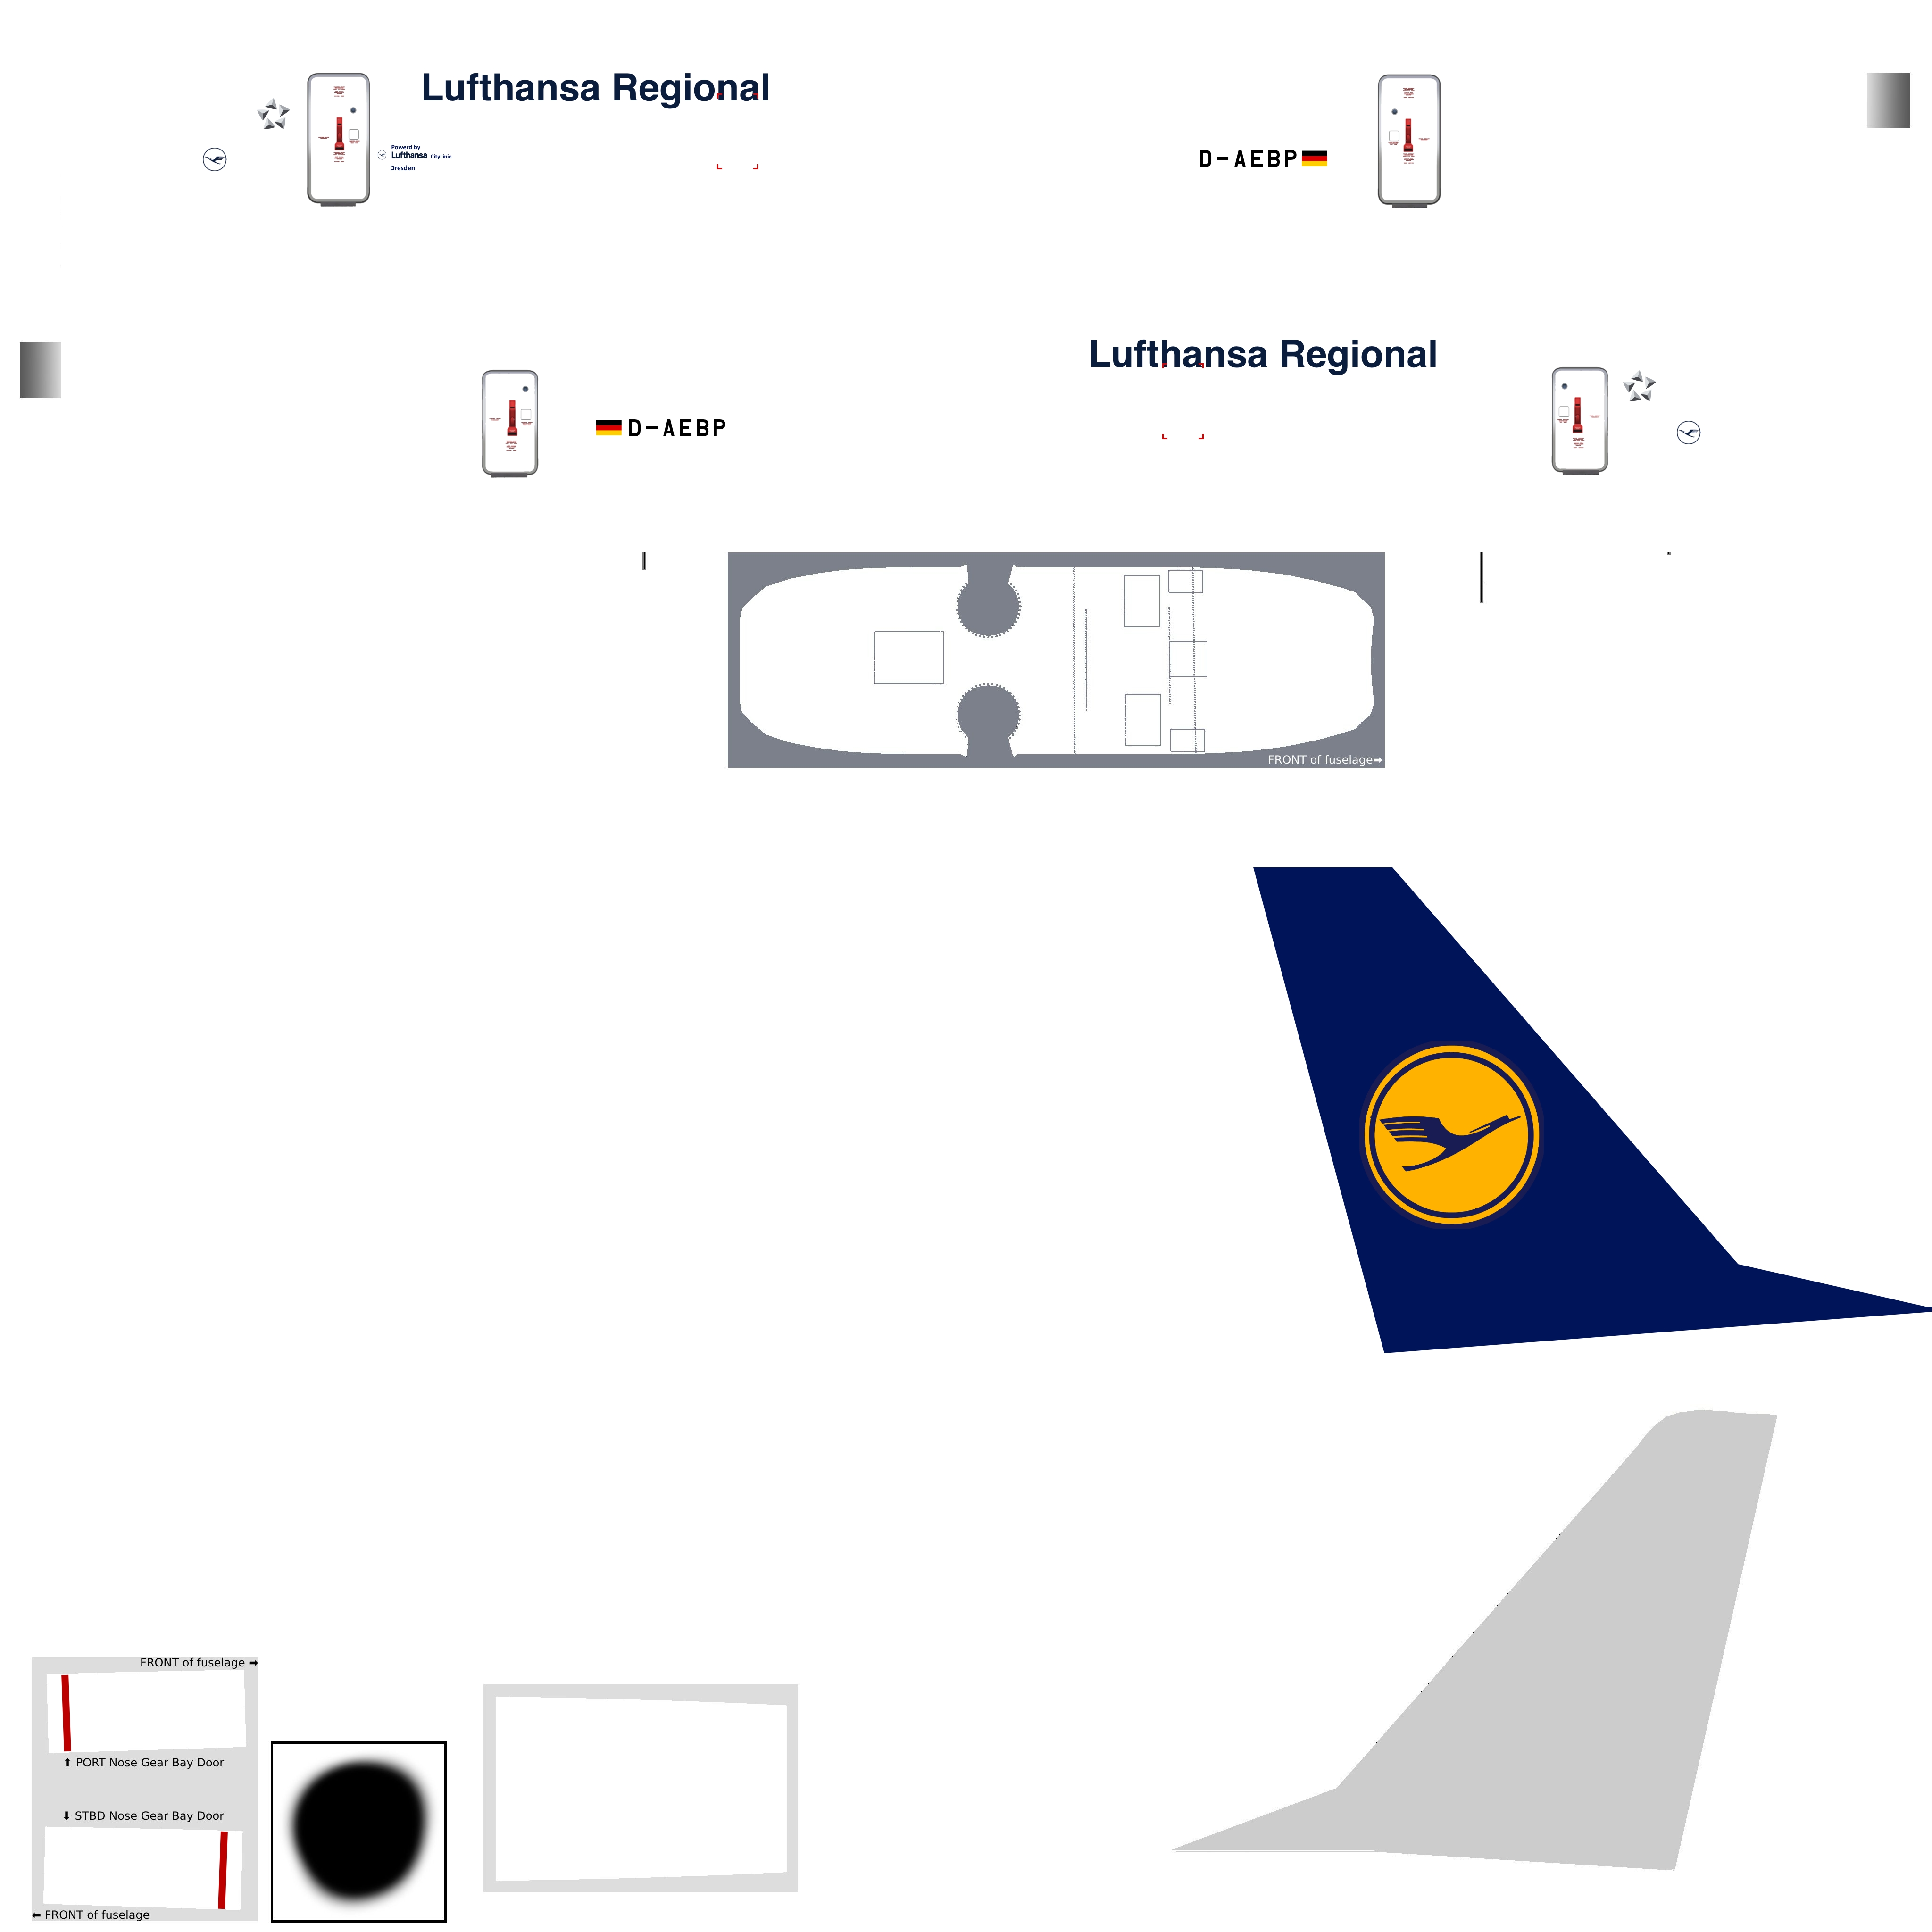 Lufthansa Regional
Powerd by
Lufthansa CityLinie
Dresden
D-AEBP
Lufthansa Regional
D-AEBP
FRONT of fuselage➡
FRONT of fuselage ➡
⬆ PORT Nose Gear Bay Door
⬇ STBD Nose Gear Bay Door
⬅ FRONT of fuselage